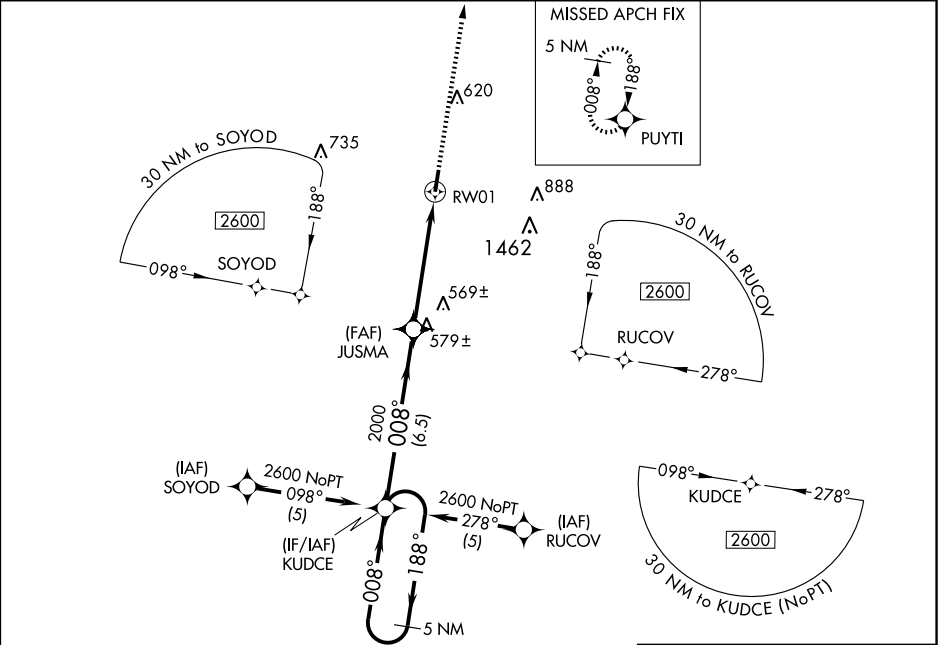 MISSED APCH FIX
5 NM
008°
188°
PUYTI
620
735
30 NM to SOYOD
2600
188°
SOYOD
098°
RW01
888
1462
30 NM to RUCOV
188°
2600
RUCOV
278°
569±
579±
(FAF)
JUSMA
2000
008°
(6.5)
(IAF)
SOYOD
2600 NoPT
098°
(5)
(IF/IAF)
KUDCE
2600 NoPT
278°
(5)
(IAF)
RUCOV
008°
188°
5 NM
098°
KUDCE
278°
2600
30 NM to KUDCE (NoPT)